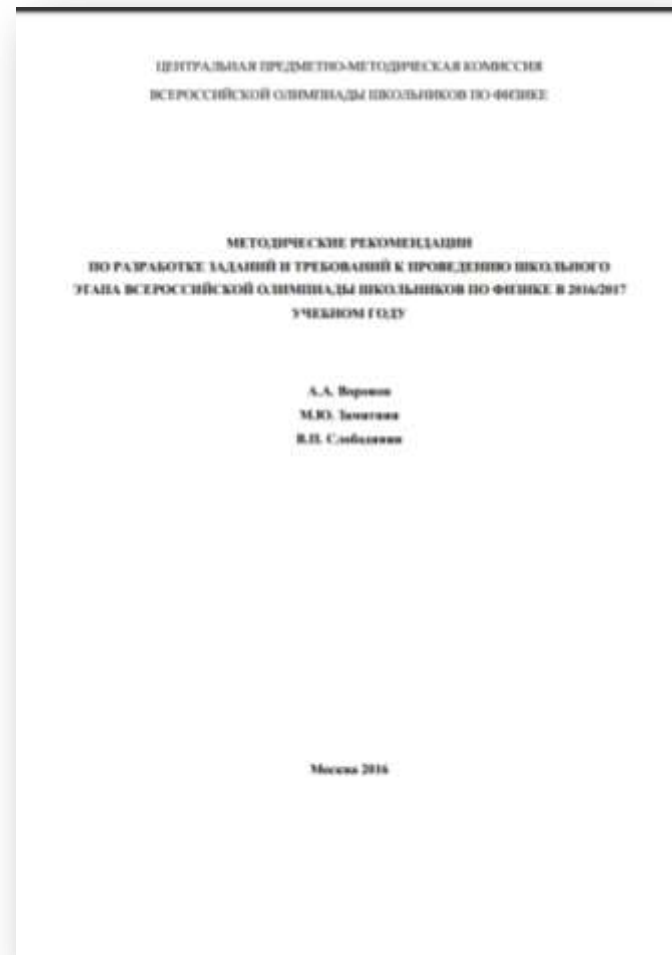 ЦЕНТРАЛЬНАЯ ПРЕДМЕТНО-МЕТОДИЧЕСКАЯ КОМИССИЯ
ВСЕРОССИЙСКОЙ ОЛИМПИАДЫ ШКОЛЬНИКОВ ПО ФИЗИКЕ
МЕТОДИЧЕСКИЕ РЕКОМЕНДАЦИИ
ПО РАЗРАБОТКЕ ЗАДАНИЙ И ТРЕБОВАНИЙ К ПРОВЕДЕНИЮ ШКОЛЬНОГО
ЭТАПА ВСЕРОССИЙСКОЙ ОЛИМПИАДЫ ШКОЛЬНИКОВ ПО ФИЗИКЕ В 2016/2017
УЧЕБНОМ ГОДУ
А.А. Воронов
М.Ю. Замятнин
В.П. Слободянин
Москва 2016